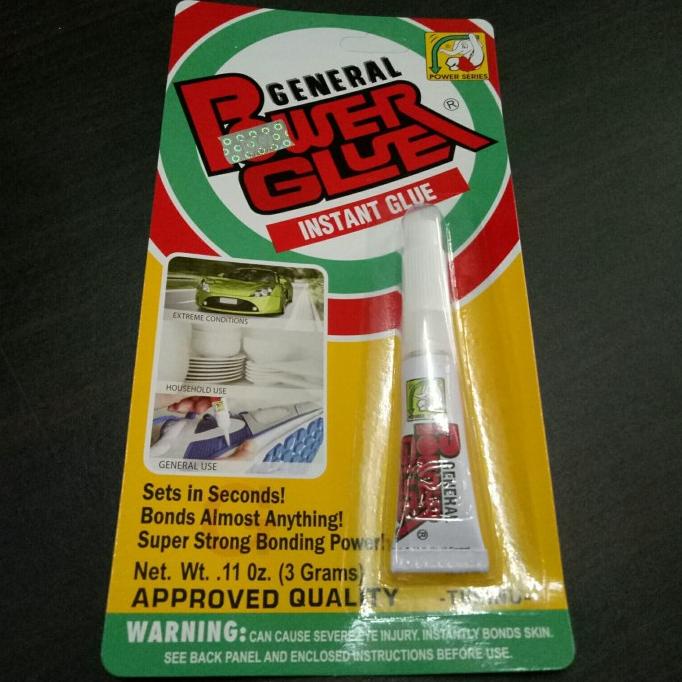 POWER SERIES
GENERAL
POWER ®
GLUE
INSTANT GLUE
EXTREME CONDITIONS
HOUSEHOLD USE
GENERAL USE
GENERAL
®
Sets in Seconds!
Bonds Almost Anything!
Super Strong Bonding Power!
Net. Wt. .11 Oz. (3 Grams)
APPROVED QUALITY
WARNING: CAN CAUSE SEVERE EYE INJURY. INSTANTLY BONDS SKIN.
SEE BACK PANEL AND ENCLOSED INSTRUCTIONS BEFORE USE.